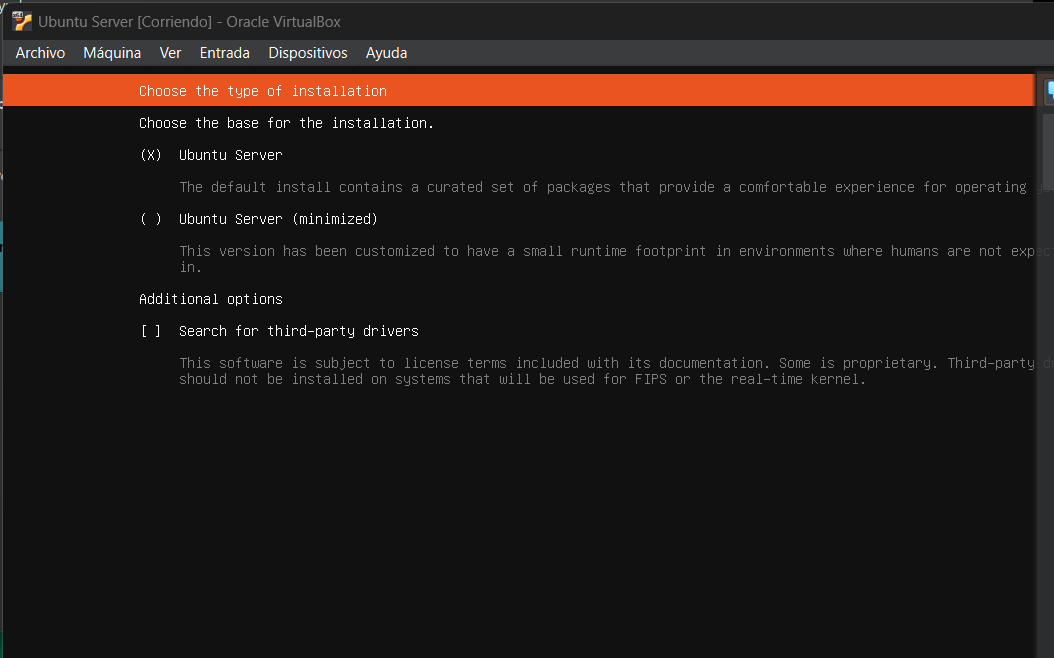 Ubuntu Server [Corriendo] - Oracle VirtualBox
Archivo Máquina Ver Entrada Dispositivos Ayuda
Choose the type of installation
Choose the base for the installation.
(X) Ubuntu Server
The default install contains a curated set of packages that provide a comfortable experience for operating
( ) Ubuntu Server (minimized)
This version has been customized to have a small runtime footprint in environments where humans are not
in.
Additional options
[ ] Search for third-party drivers
This software is subject to license terms included with its documentation. Some is proprietary. Third-party
should not be installed on systems that will be used for FIPS or the real-time kernel.